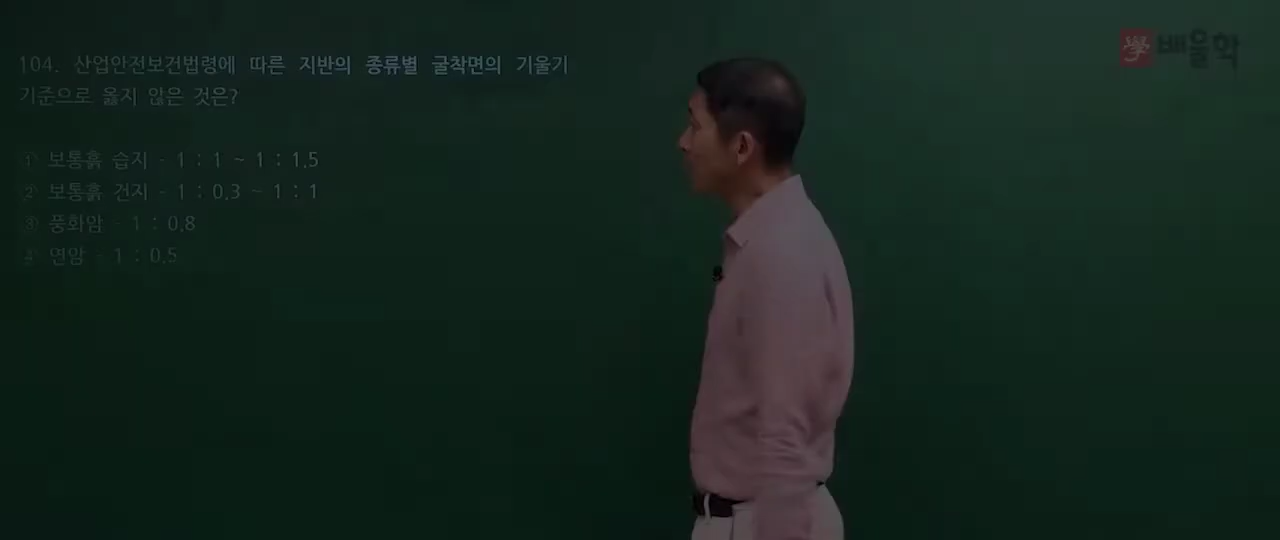 104. 산업안전보건법령에 따른 지반의 종류별 굴착면의 기울기
기준으로 옳지 않은 것은?
① 보통흙 습지 - 1 : 1 ~ 1 : 1.5
② 보통흙 건지 - 1 : 0.3 ~ 1 : 1
③ 풍화암 - 1 : 0.8
④ 연암 - 1 : 0.5
學 배울학